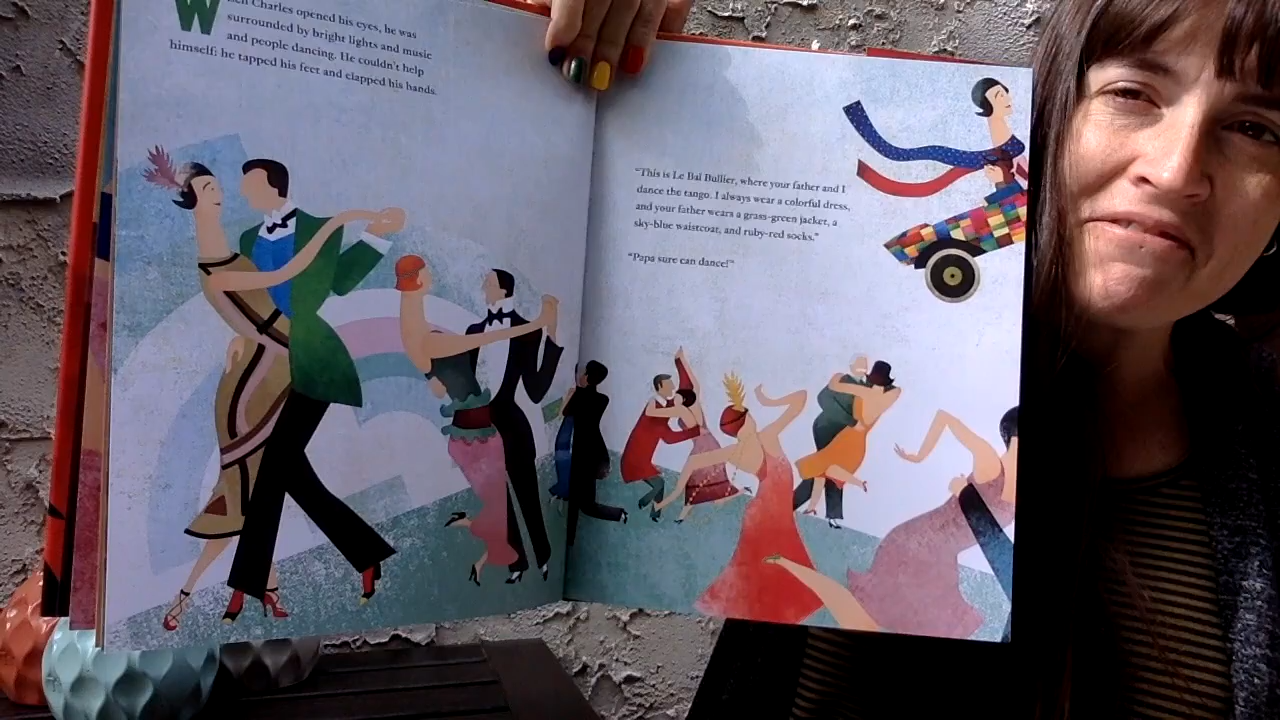 When Charles opened his eyes, he was
surrounded by bright lights and music
and people dancing. He couldn't help
himself; he tapped his feet and clapped his hands.
"This is Le Bal Bullier, where your father and I
dance the tango. I always wear a colorful dress,
and your father wears a grass-green jacket, a
sky-blue waistcoat, and ruby-red socks."
"Papa sure can dance!"